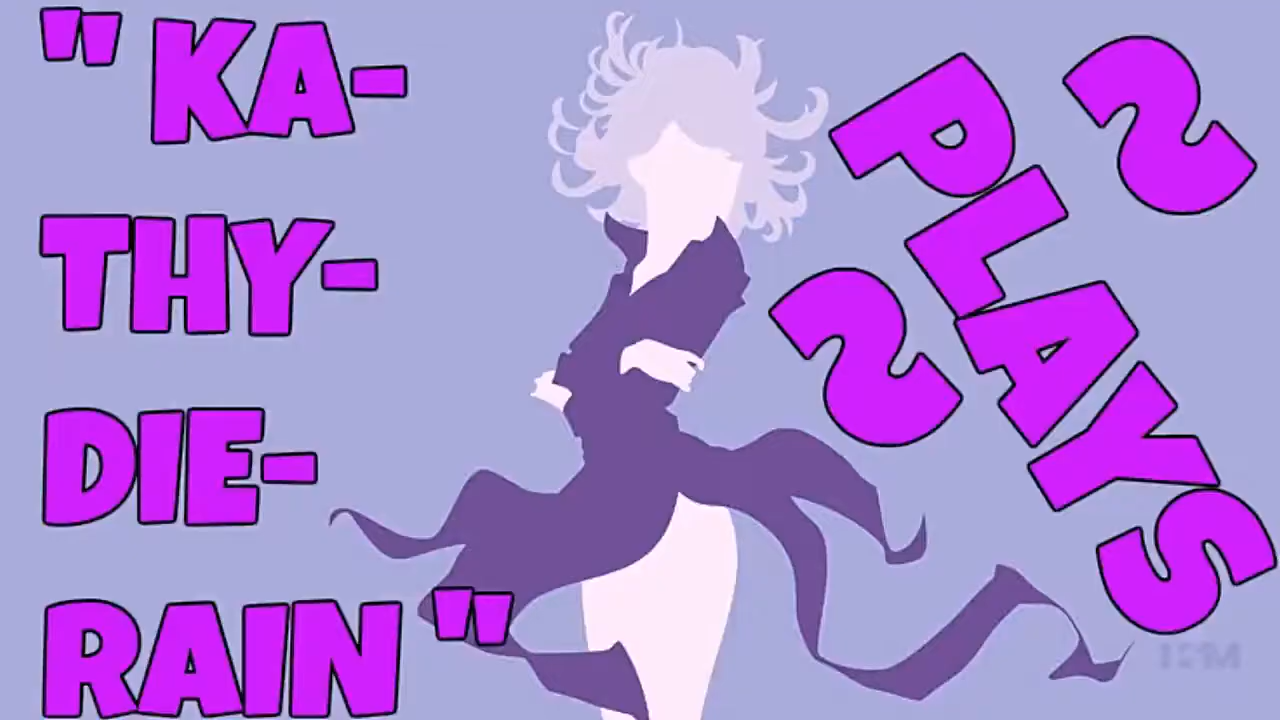 " KA-
THY-
DIE-
RAIN "
~
PLAYS
~